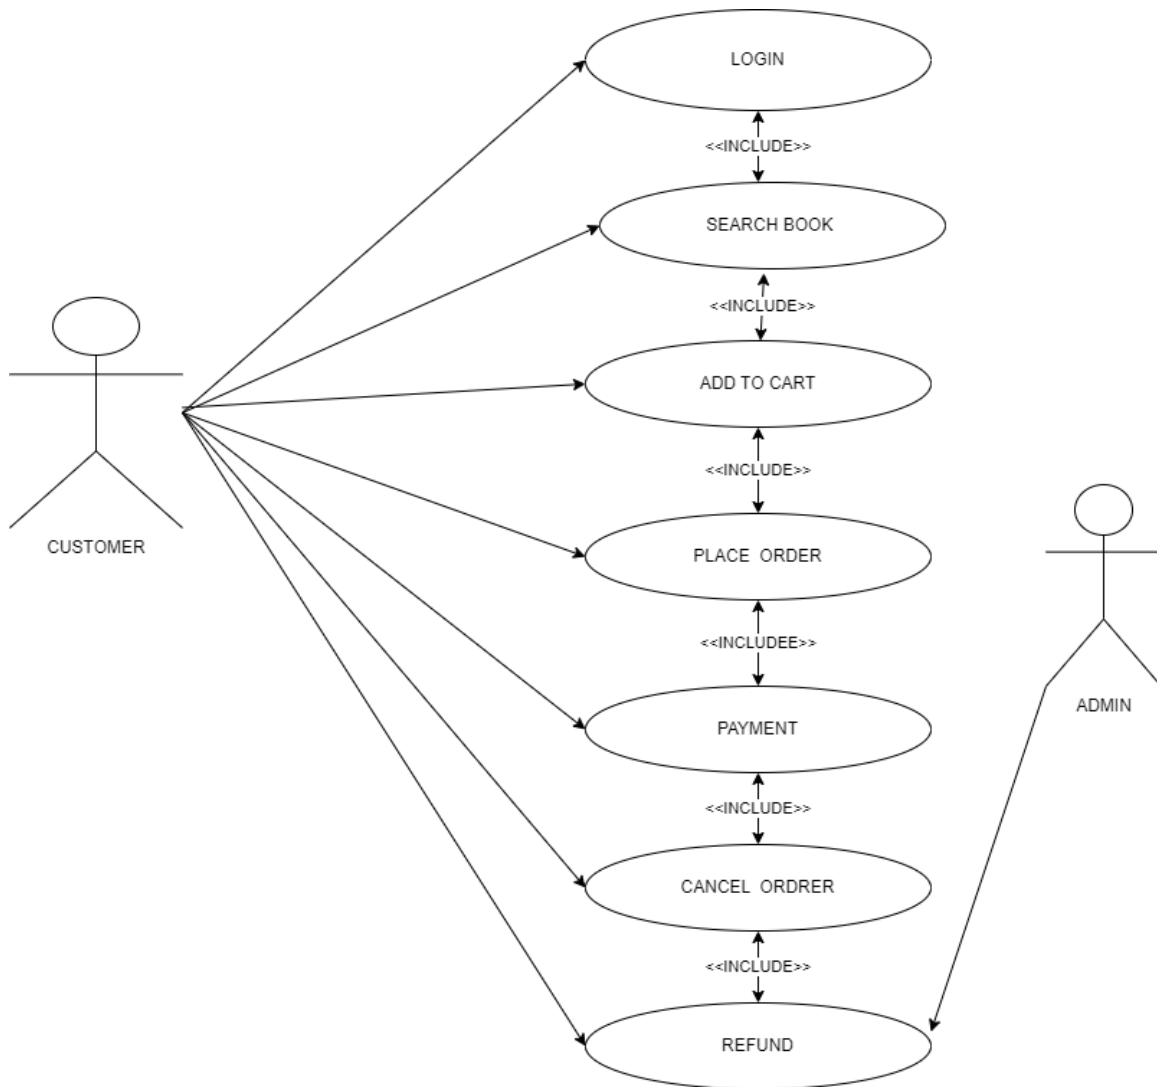 LOGIN
<<INCLUDE>>
SEARCH BOOK
<<INCLUDE>>
ADD TO CART
<<INCLUDE>>
CUSTOMER
PLACE  ORDER
<<INCLUDEE>>
ADMIN
PAYMENT
<<INCLUDE>>
CANCEL  ORDRER
<<INCLUDE>>
REFUND